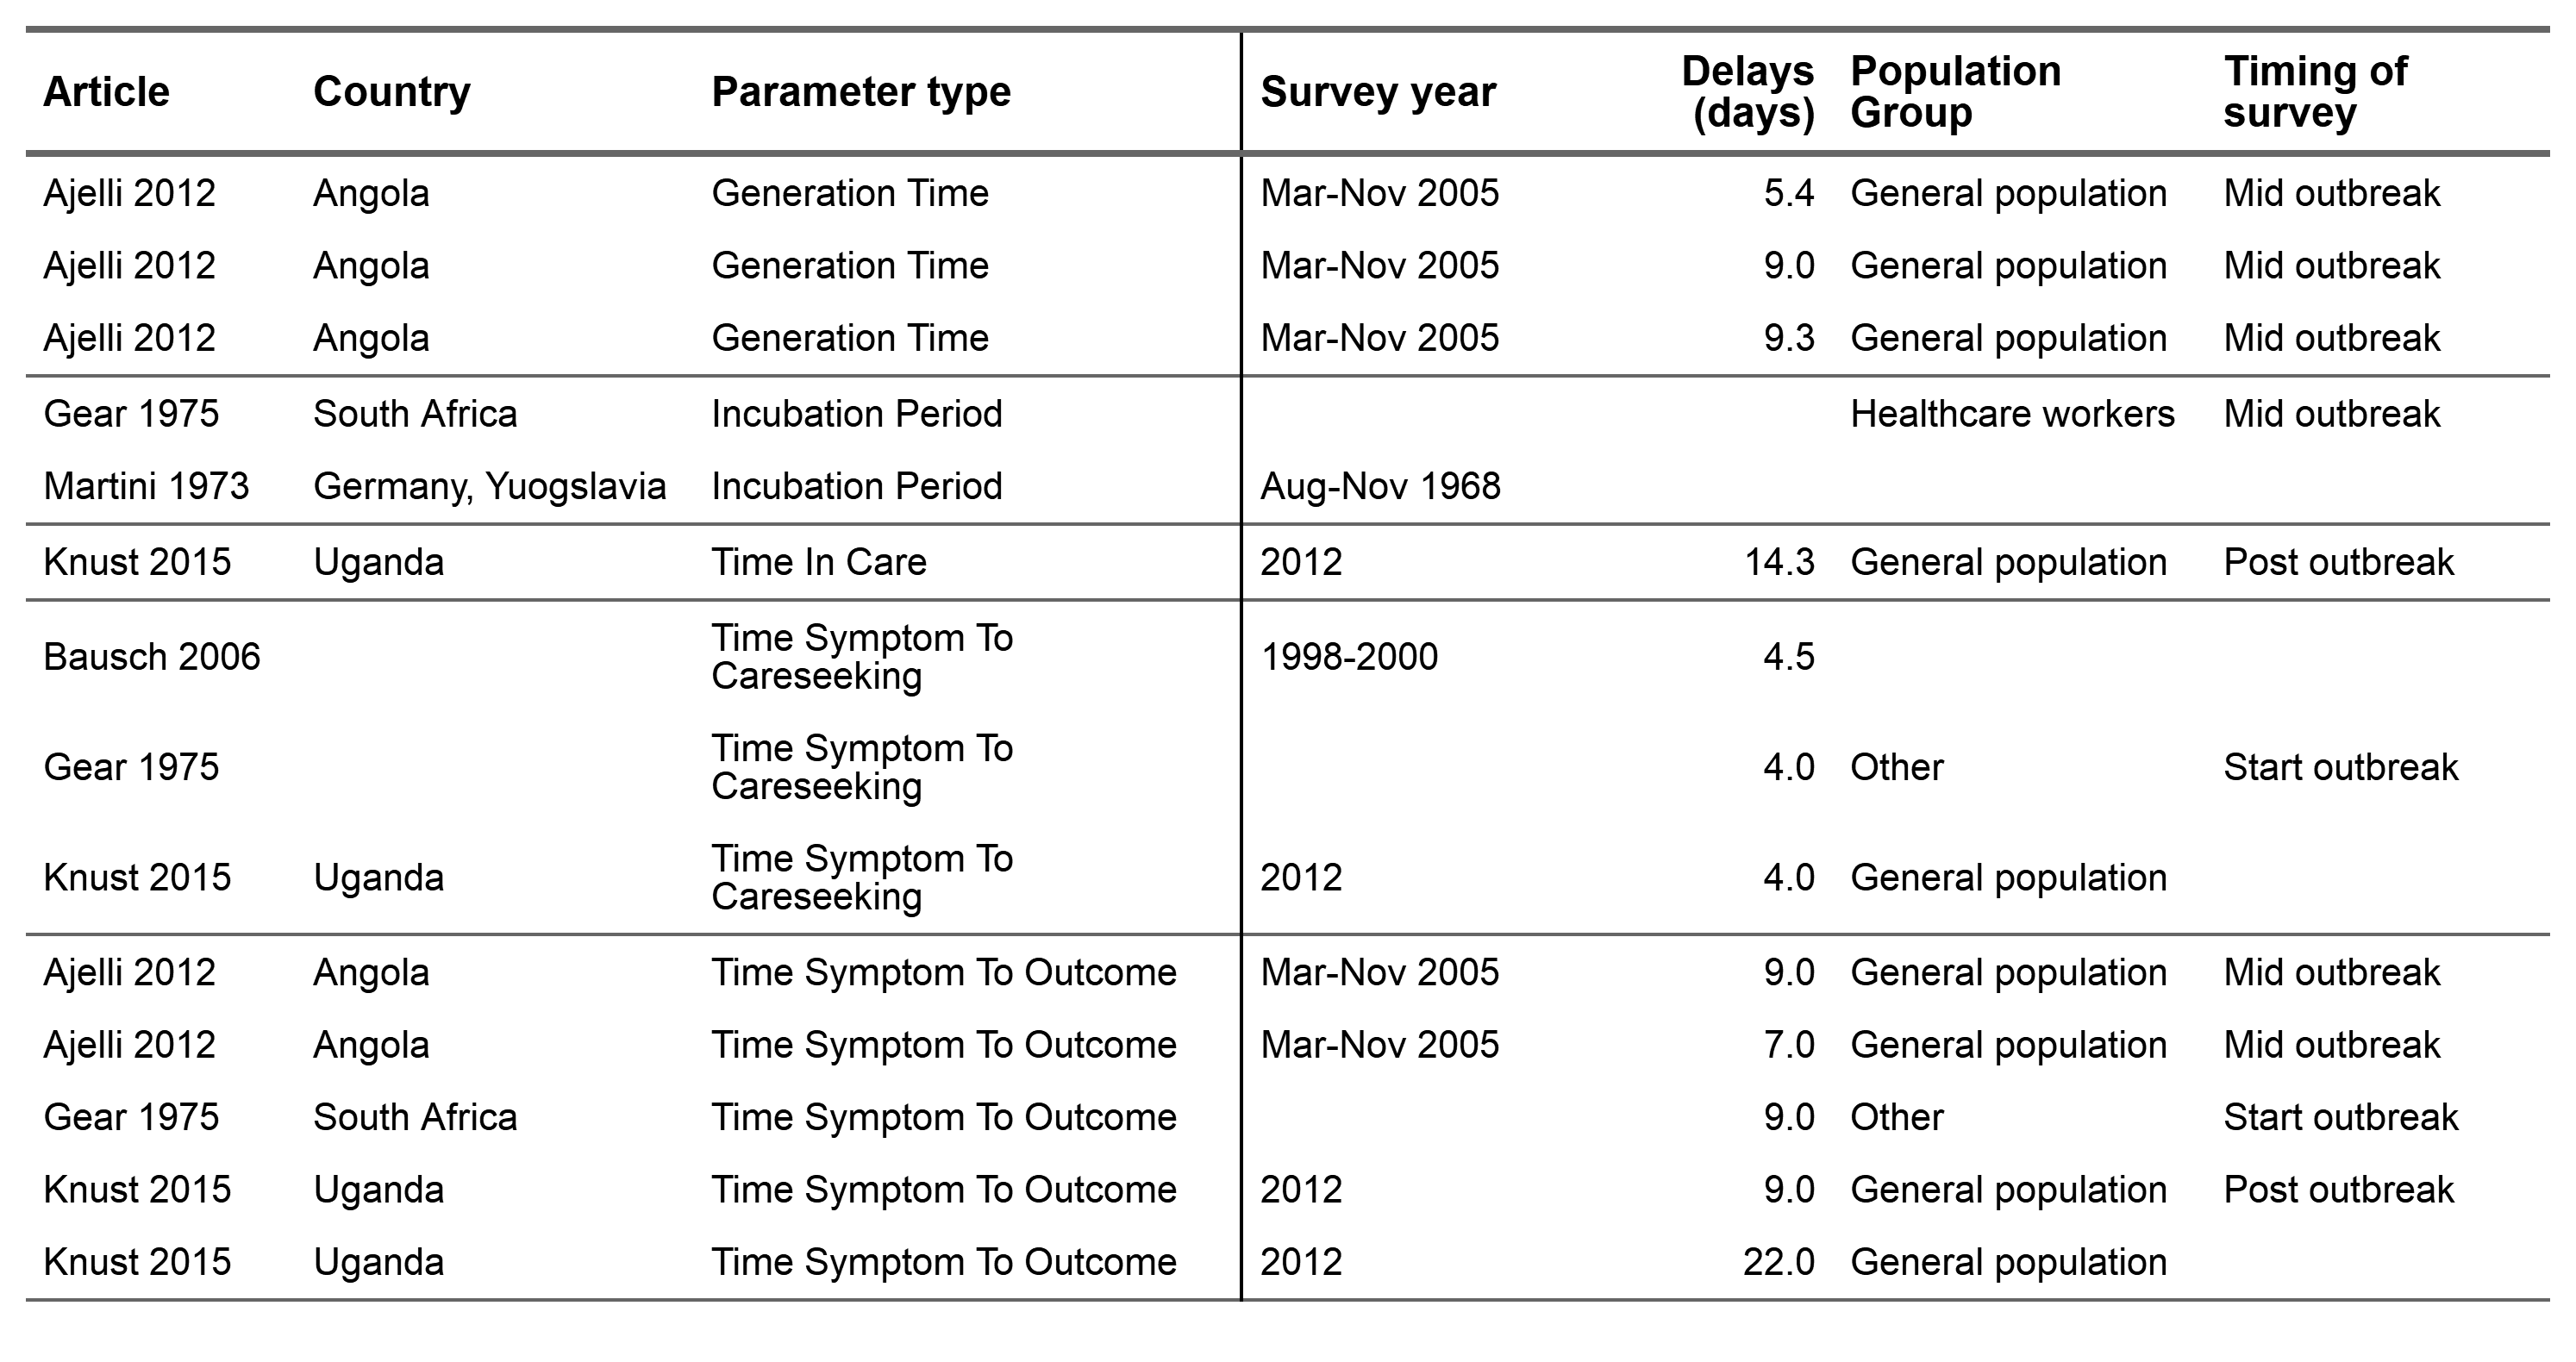 Article Country Parameter type Survey year Delays (days) Population Group Timing of survey
Ajelli 2012 Angola Generation Time Mar-Nov 2005 5.4 General population Mid outbreak
Ajelli 2012 Angola Generation Time Mar-Nov 2005 9.0 General population Mid outbreak
Ajelli 2012 Angola Generation Time Mar-Nov 2005 9.3 General population Mid outbreak
Gear 1975 South Africa Incubation Period Healthcare workers Mid outbreak
Martini 1973 Germany, Yuogslavia Incubation Period Aug-Nov 1968
Knust 2015 Uganda Time In Care 2012 14.3 General population Post outbreak
Bausch 2006 Time Symptom To Careseeking 1998-2000 4.5
Gear 1975 Time Symptom To Careseeking 4.0 Other Start outbreak
Knust 2015 Uganda Time Symptom To Careseeking 2012 4.0 General population
Ajelli 2012 Angola Time Symptom To Outcome Mar-Nov 2005 9.0 General population Mid outbreak
Ajelli 2012 Angola Time Symptom To Outcome Mar-Nov 2005 7.0 General population Mid outbreak
Gear 1975 South Africa Time Symptom To Outcome 9.0 Other Start outbreak
Knust 2015 Uganda Time Symptom To Outcome 2012 9.0 General population Post outbreak
Knust 2015 Uganda Time Symptom To Outcome 2012 22.0 General population